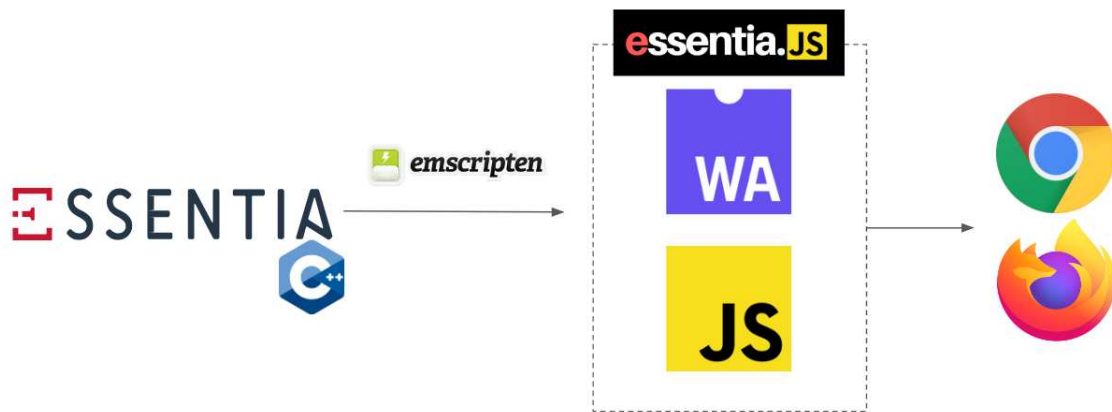 ESSENTIA
C++
emscripten
essentia.JS
WA
JS